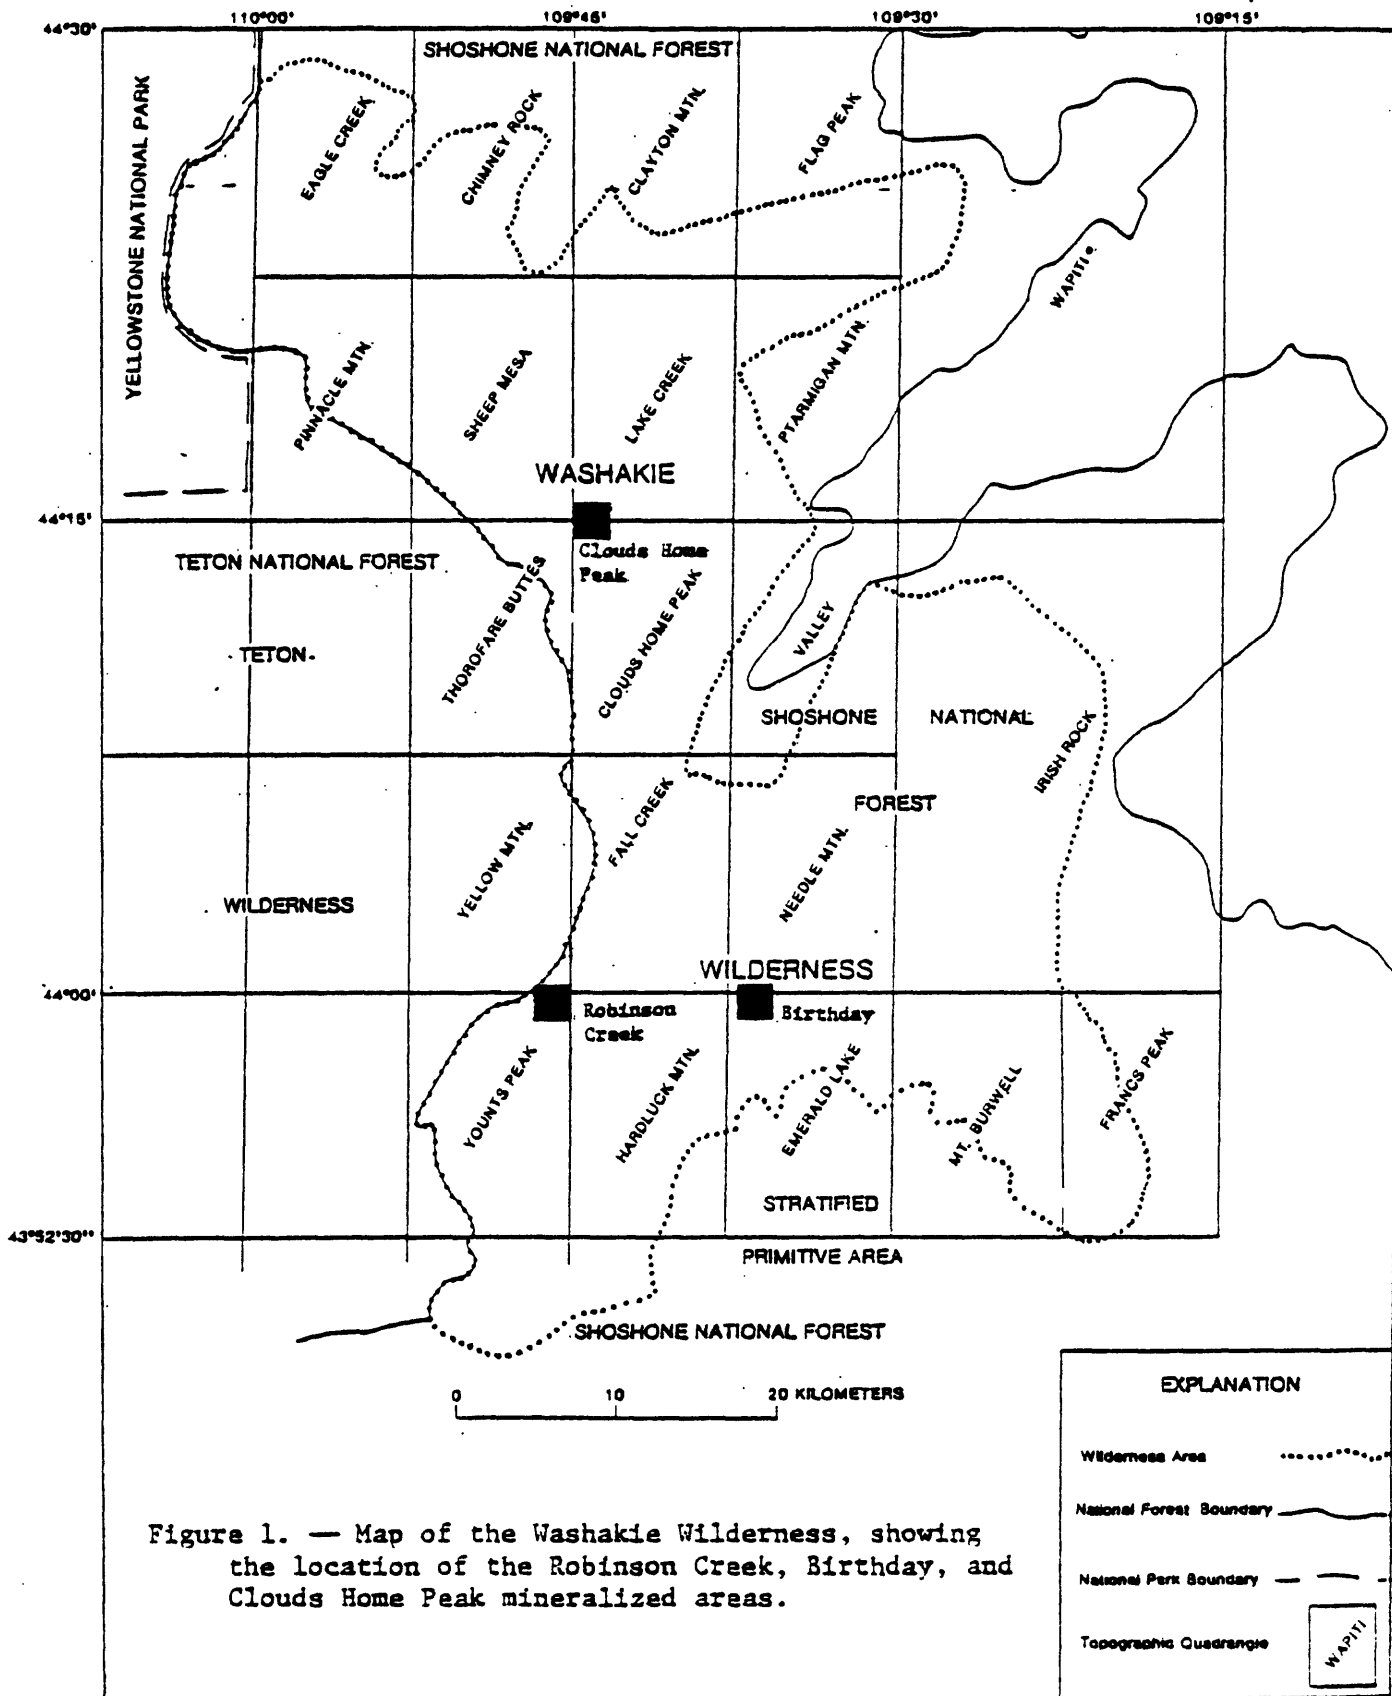 110°00'
109°45'
109°30'
109°15'
44°30'
SHOSHONE NATIONAL FOREST
YELLOWSTONE NATIONAL PARK
EAGLE CREEK
CHIMNEY ROCK
CLAYTON MTN.
FLAG PEAK
WAPITI
PINNACLE MTN.
SHEEP MESA
LAKE CREEK
PTARMIGAN MTN.
WASHAKIE
44°15'
Clouds Home
Peak
TETON NATIONAL FOREST
THOROFARE BUTTES
CLOUDS HOME PEAK
VALLEY
TETON
SHOSHONE NATIONAL
IRISH ROCK
FOREST
YELLOW MTN.
FALL CREEK
NEEDLE MTN.
WILDERNESS
WILDERNESS
44°00'
Robinson
Creek
Birthday
YOUNTS PEAK
HARDLUCK MTN.
EMERALD LAKE
MT. BURWELL
FRANCS PEAK
STRATIFIED
43°52'30"
PRIMITIVE AREA
SHOSHONE NATIONAL FOREST
0 10 20 KILOMETERS
EXPLANATION
Wilderness Area
National Forest Boundary
National Park Boundary
Topographic Quadrangle
WAPITI
Figure 1. — Map of the Washakie Wilderness, showing
the location of the Robinson Creek, Birthday, and
Clouds Home Peak mineralized areas.